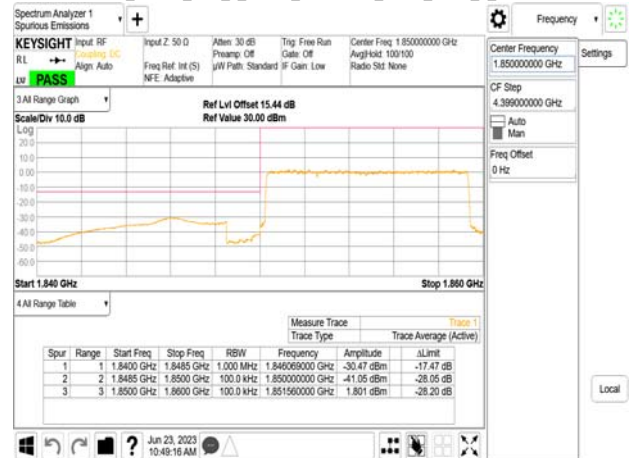 Spectrum Analyzer 1
Spurious Emissions
Frequency
KEYSIGHT
Input: RF
Coupling: DC
Align: Auto
Input Z: 50 Ω
Freq Ref: Int (S)
NFE: Adaptive
Atten: 30 dB
Preamp: Off
µW Path: Standard
Trig: Free Run
Gate: Off
IF Gain: Low
Center Freq: 1.850000000 GHz
Avg|Hold: 100/100
Radio Std: None
RL
LU PASS
Center Frequency
1.850000000 GHz
Settings
CF Step
4.399000000 GHz
Auto
Man
Freq Offset
0 Hz
3 All Range Graph
Scale/Div 10.0 dB
Ref Lvl Offset 15.44 dB
Ref Value 30.00 dBm
Log
20.0
10.0
0.00
-10.0
-20.0
-30.0
-40.0
-50.0
-60.0
Start 1.840 GHz
Stop 1.860 GHz
4 All Range Table
Measure Trace Trace 1
Trace Type Trace Average (Active)
Spur Range Start Freq Stop Freq RBW Frequency Amplitude ΔLimit
1 1 1.8400 GHz 1.8485 GHz 1.000 MHz 1.846069000 GHz -30.47 dBm -17.47 dB
2 2 1.8485 GHz 1.8500 GHz 100.0 kHz 1.850000000 GHz -41.05 dBm -28.05 dB
3 3 1.8500 GHz 1.8600 GHz 100.0 kHz 1.851560000 GHz 1.801 dBm -28.20 dB
Local
Jun 23, 2023
10:49:16 AM